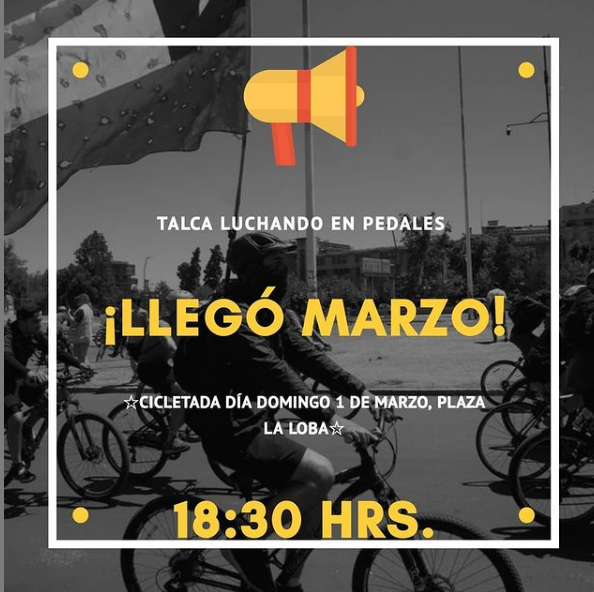 TALCA LUCHANDO EN PEDALES
¡LLEGÓ MARZO!
☆CICLETADA DÍA DOMINGO 1 DE MARZO, PLAZA
LA LOBA☆
18:30 HRS.